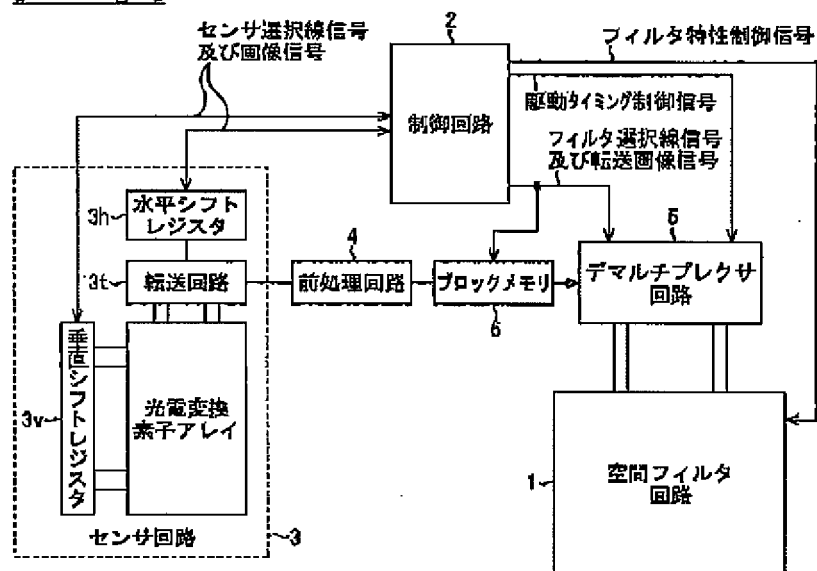 センサ選択線信号
及び画像信号
2
制御回路
フィルタ特性制御信号
駆動タイミング制御信号
フィルタ選択線信号
及び転送画像信号
3h
水平シフト
レジスタ
3t
転送回路
4
前処理回路
ブロックメモリ
6
5
デマルチプレクサ
回路
3v
垂直シフトレジスタ
光電変換
素子アレイ
センサ回路
3
1
空間フィルタ
回路